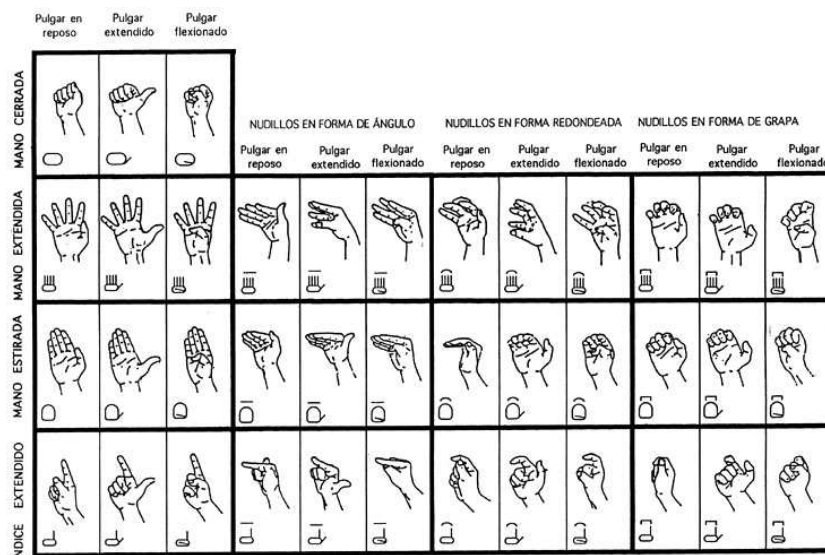 Pulgar en reposo
Pulgar extendido
Pulgar flexionado
MANO CERRADA
NUDILLOS EN FORMA DE ÁNGULO
NUDILLOS EN FORMA REDONDEADA
NUDILLOS EN FORMA DE GRAPA
Pulgar en reposo
Pulgar extendido
Pulgar flexionado
Pulgar en reposo
Pulgar extendido
Pulgar flexionado
Pulgar en reposo
Pulgar extendido
Pulgar flexionado
MANO EXTENDIDA
MANO ESTIRADA
NDICE EXTENDIDO